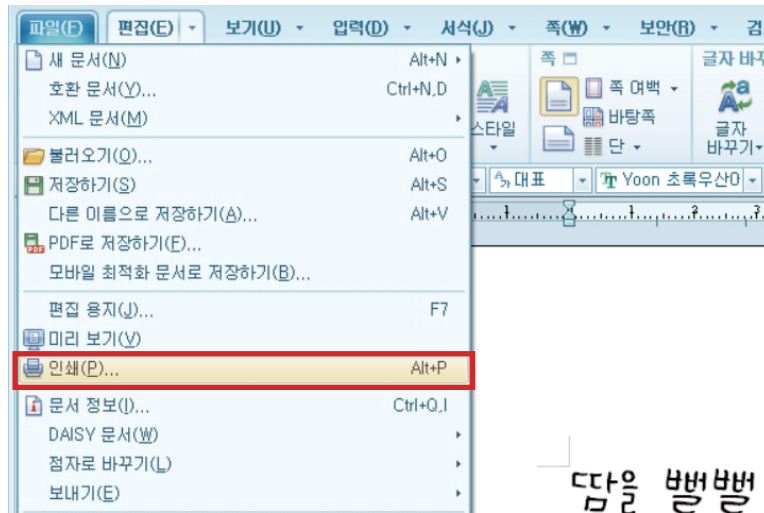 파일(F) 편집(E) 보기(U) 입력(D) 서식(J) 쪽(W) 보안(R) 검
새 문서(N) Alt+N
호환 문서(Y)... Ctrl+N,D
XML 문서(M)
불러오기(O)... Alt+O
저장하기(S) Alt+S
다른 이름으로 저장하기(A)... Alt+V
PDF로 저장하기(F)...
모바일 최적화 문서로 저장하기(B)...
편집 용지(J)... F7
미리 보기(V)
인쇄(P)... Alt+P
문서 정보(I)... Ctrl+Q,I
DAISY 문서(W)
점자로 바꾸기(L)
보내기(E)
스타일
쪽
쪽 여백
바탕쪽
단
글자 바꾸
글자
바꾸기
대표
Yoon 초록우산
땀을 뻘뻘